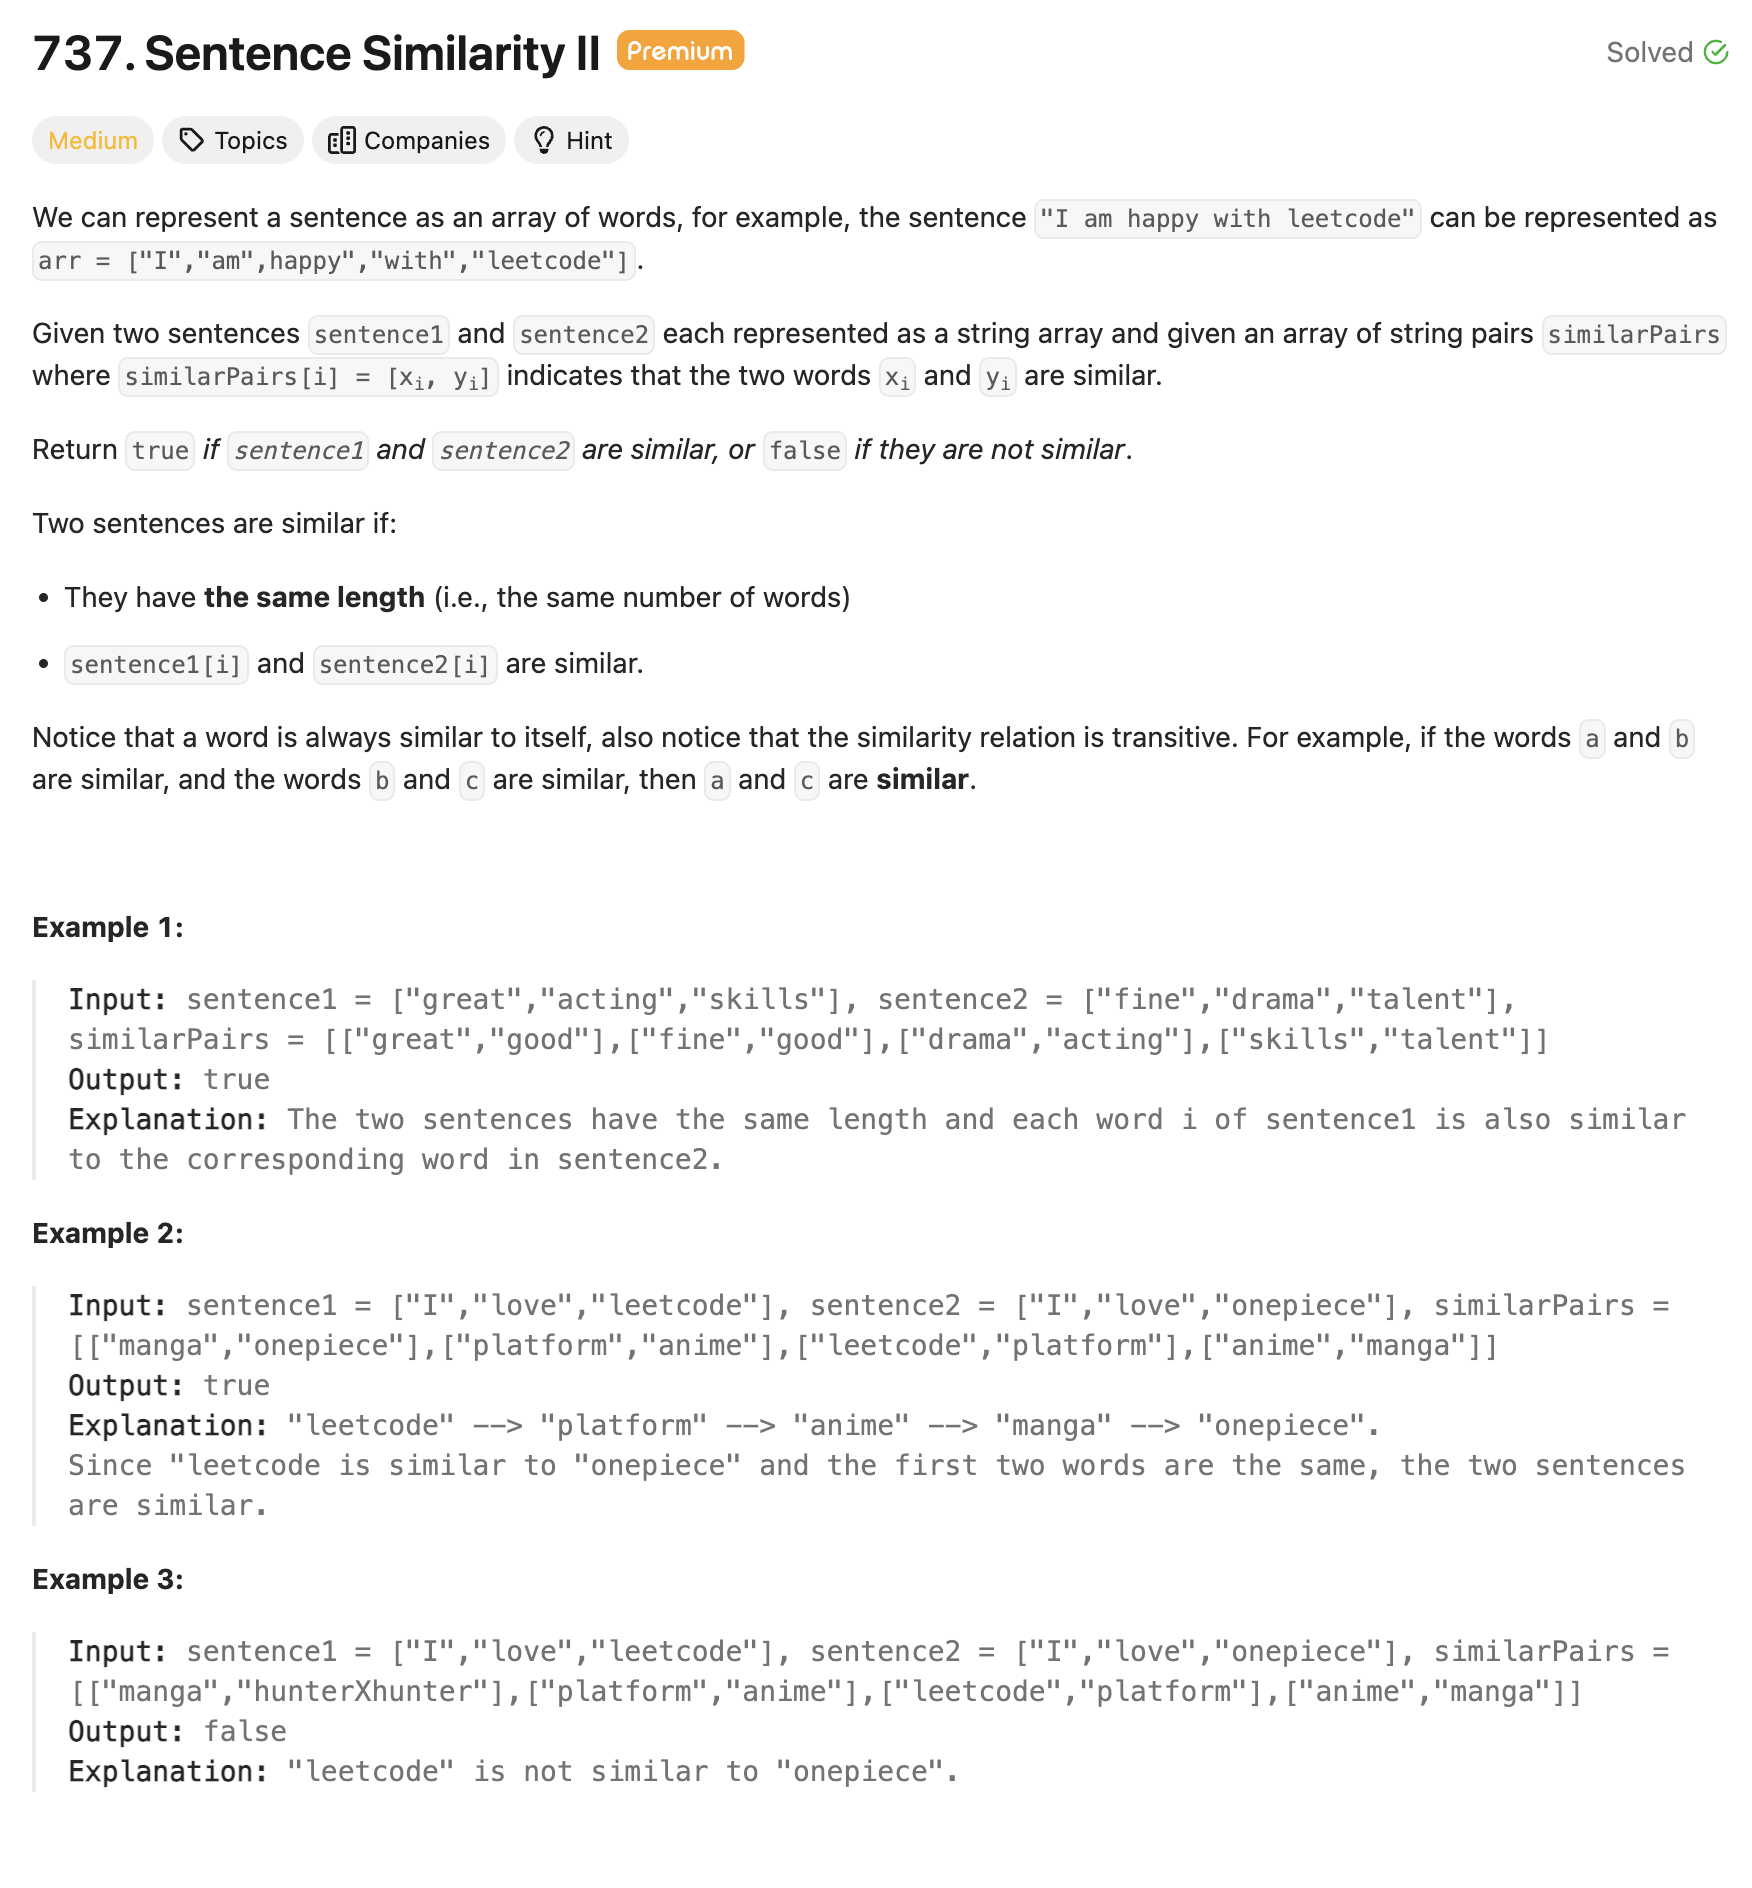 737. Sentence Similarity II Premium Solved
Medium Topics Companies Hint
We can represent a sentence as an array of words, for example, the sentence "I am happy with leetcode" can be represented as
arr = ["I","am",happy","with","leetcode"].
Given two sentences sentence1 and sentence2 each represented as a string array and given an array of string pairs similarPairs
where similarPairs[i] = [xi, yi] indicates that the two words xi and yi are similar.
Return true if sentence1 and sentence2 are similar, or false if they are not similar.
Two sentences are similar if:
• They have the same length (i.e., the same number of words)
• sentence1[i] and sentence2[i] are similar.
Notice that a word is always similar to itself, also notice that the similarity relation is transitive. For example, if the words a and b
are similar, and the words b and c are similar, then a and c are similar.
Example 1:
Input: sentence1 = ["great","acting","skills"], sentence2 = ["fine","drama","talent"],
similarPairs = [["great","good"],["fine","good"],["drama","acting"],["skills","talent"]]
Output: true
Explanation: The two sentences have the same length and each word i of sentence1 is also similar
to the corresponding word in sentence2.
Example 2:
Input: sentence1 = ["I","love","leetcode"], sentence2 = ["I","love","onepiece"], similarPairs =
[["manga","onepiece"],["platform","anime"],["leetcode","platform"],["anime","manga"]]
Output: true
Explanation: "leetcode" --> "platform" --> "anime" --> "manga" --> "onepiece".
Since "leetcode is similar to "onepiece" and the first two words are the same, the two sentences
are similar.
Example 3:
Input: sentence1 = ["I","love","leetcode"], sentence2 = ["I","love","onepiece"], similarPairs =
[["manga","hunterXhunter"],["platform","anime"],["leetcode","platform"],["anime","manga"]]
Output: false
Explanation: "leetcode" is not similar to "onepiece".